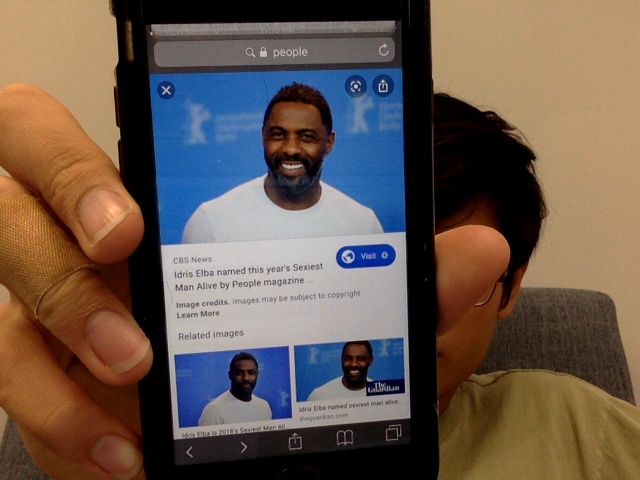 people
CBS News
Idris Elba named this year's Sexiest
Man Alive by People magazine ...
Visit
Image credits. Images may be subject to copyright
Learn More
Related images
The
Guardian
Idris Elba is 2018's Sexiest Man Ali...
Idris Elba named sexiest man alive...
theguardian.com